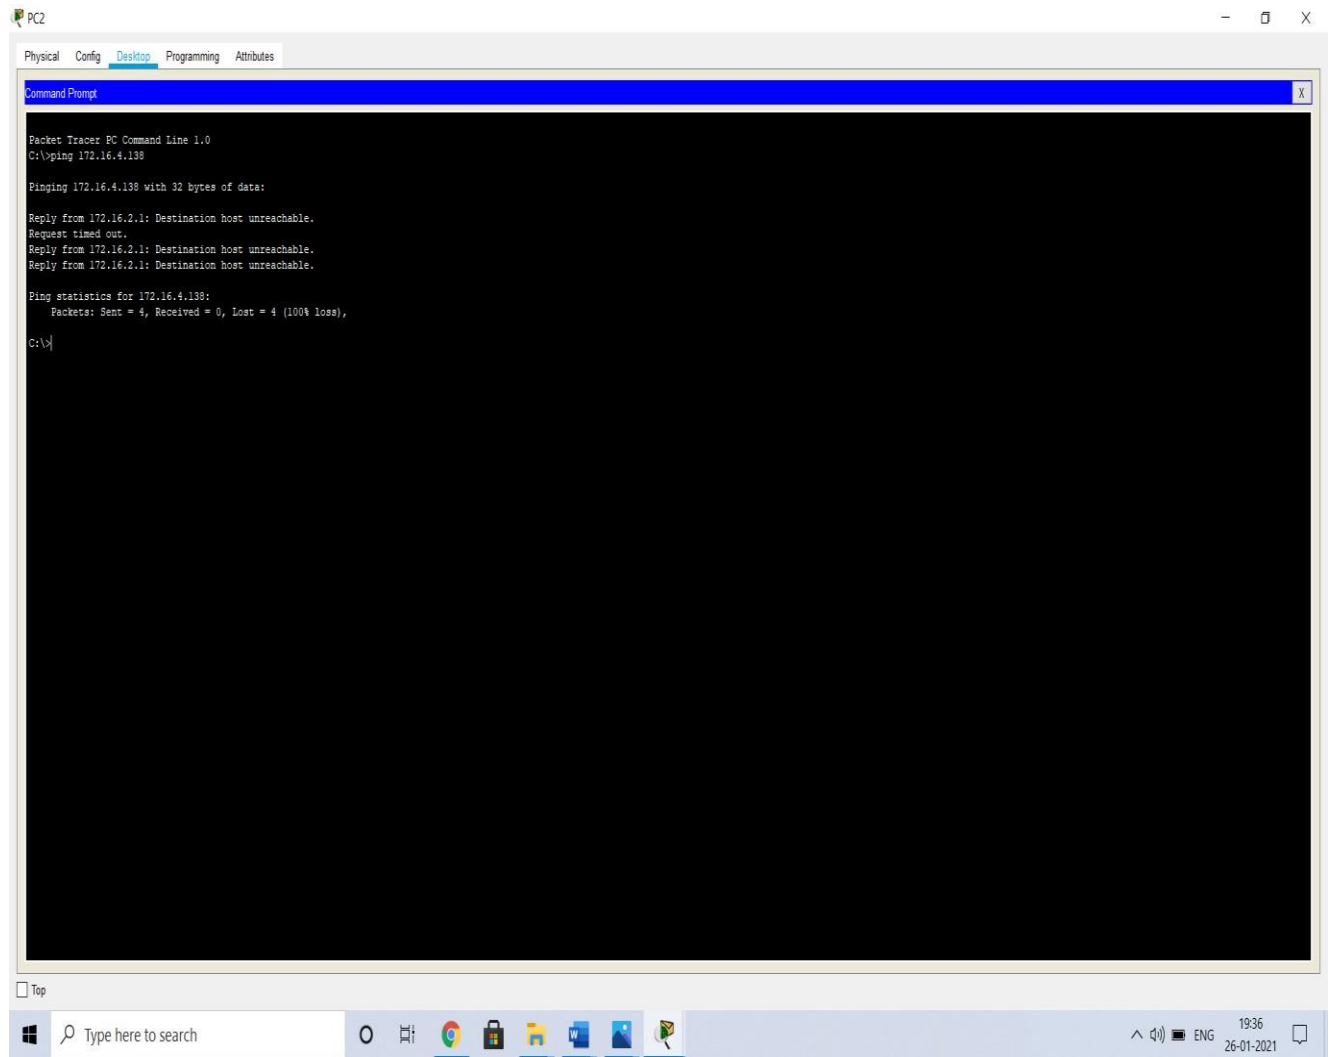 PC2
Physical Config Desktop Programming Attributes
Command Prompt X
Packet Tracer PC Command Line 1.0
C:\>ping 172.16.4.138
Pinging 172.16.4.138 with 32 bytes of data:
Reply from 172.16.2.1: Destination host unreachable.
Request timed out.
Reply from 172.16.2.1: Destination host unreachable.
Reply from 172.16.2.1: Destination host unreachable.
Ping statistics for 172.16.4.138:
Packets: Sent = 4, Received = 0, Lost = 4 (100% loss),
C:\>
Top
Type here to search
ENG
19:36
26-01-2021